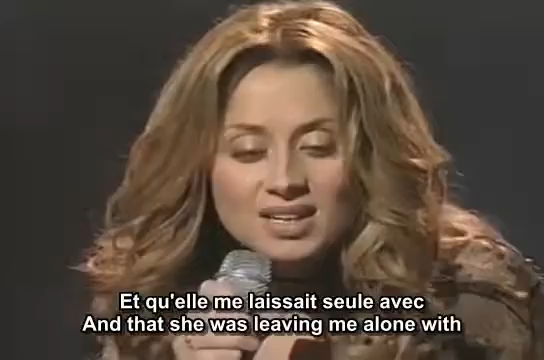 Et qu'elle me laissait seule avec
And that she was leaving me alone with